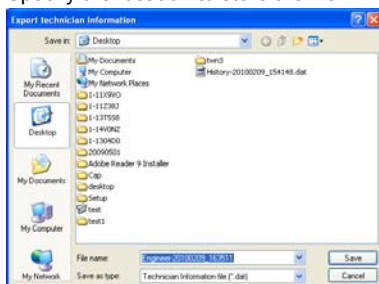 Export technician information
Save in: Desktop
My Recent Documents
Desktop
My Documents
My Computer
My Network
My Documents
My Computer
My Network Places
1-11X9VO
1-11Z38J
1-13T5S8
1-14V0NZ
1-1304OO
20090501
Adobe Reader 9 Installer
Cap
desktop
Setup
test
test1
twn3
History-20100209_154148.dat
File name: Engineer-20100209_163511
Save
Save as type: Technician Information file (*.dat)
Cancel